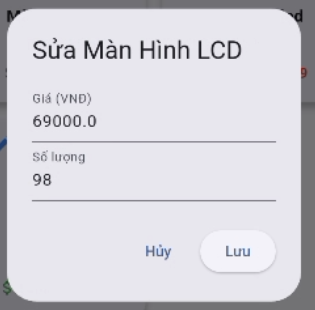 Sửa Màn Hình LCD
Giá (VNĐ)
69000.0
Số lượng
98
Hủy Lưu